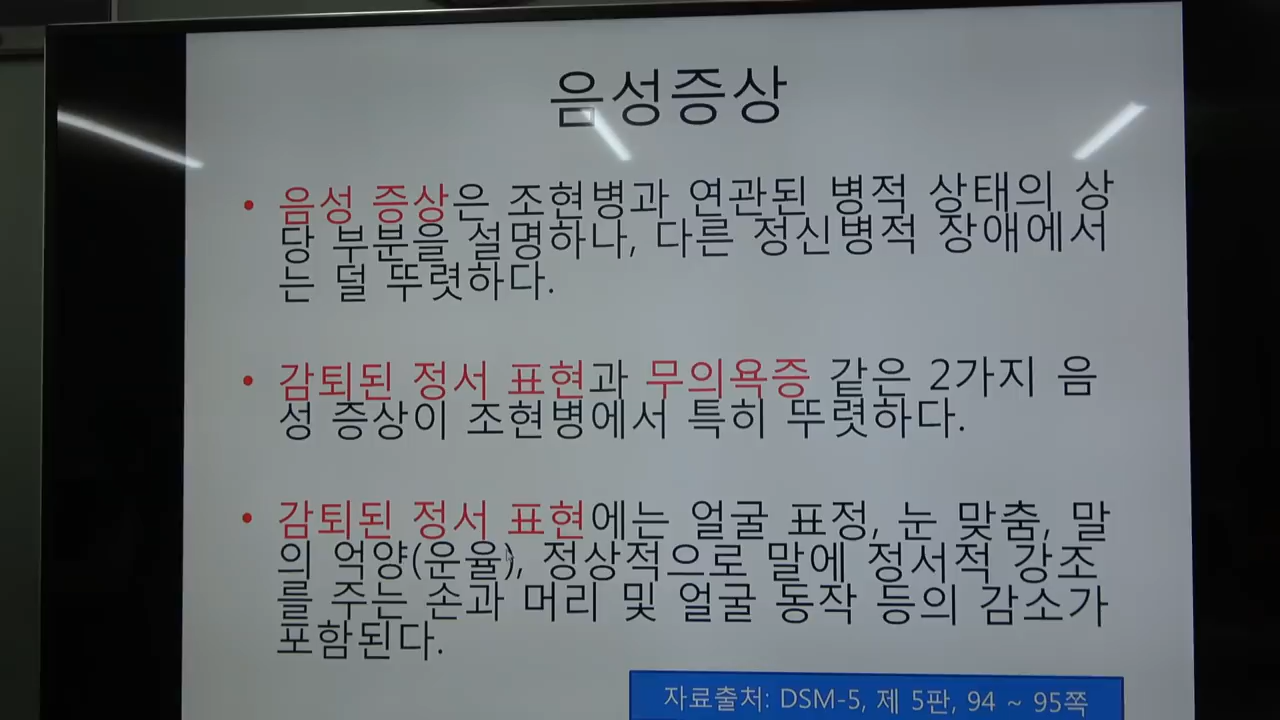 음성증상
• 음성 증상은 조현병과 연관된 병적 상태의 상
당 부분을 설명하나, 다른 정신병적 장애에서
는 덜 뚜렷하다.
• 감퇴된 정서 표현과 무의욕증 같은 2가지 음
성 증상이 조현병에서 특히 뚜렷하다.
• 감퇴된 정서 표현에는 얼굴 표정, 눈 맞춤, 말
의 억양(운율), 정상적으로 말에 정서적 강조
를 주는 손과 머리 및 얼굴 동작 등의 감소가
포함된다.
자료출처: DSM-5, 제 5판, 94 ~ 95쪽